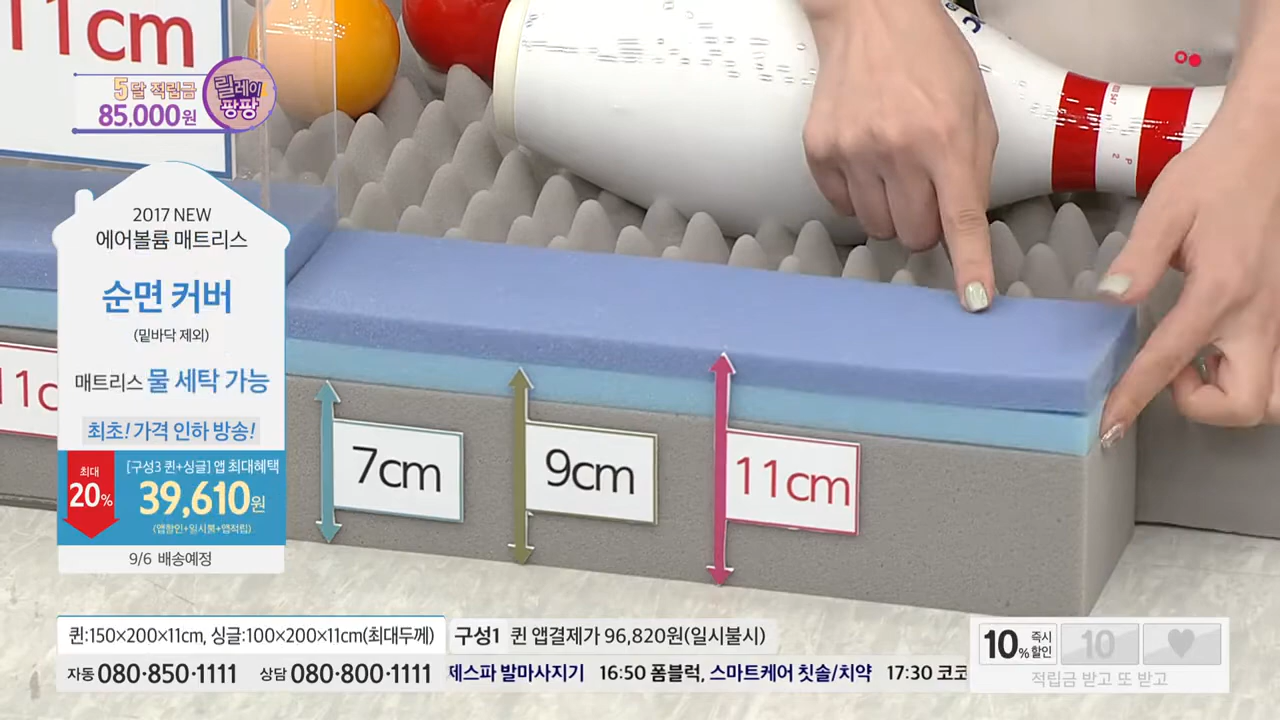 11cm
5달 적립금
85,000원
릴레이
팡팡
2017 NEW
에어볼륨 매트리스
순면 커버
(밑바닥 제외)
매트리스 물 세탁 가능
최초! 가격 인하 방송!
최대
20%
[구성3 퀸+싱글] 앱 최대혜택
39,610원
(앱할인+일시불+앱적립)
9/6 배송예정
11c
7cm
9cm
11cm
퀸:150×200×11cm, 싱글:100×200×11cm(최대두께)
구성1 퀸 앱결제가 96,820원(일시불시)
자동 080·850·1111 상담 080·800·1111
제스파 발마사지기 16:50 폼블럭, 스마트케어 칫솔/치약 17:30 코코
10% 즉시할인
10
적립금 받고 또 받고